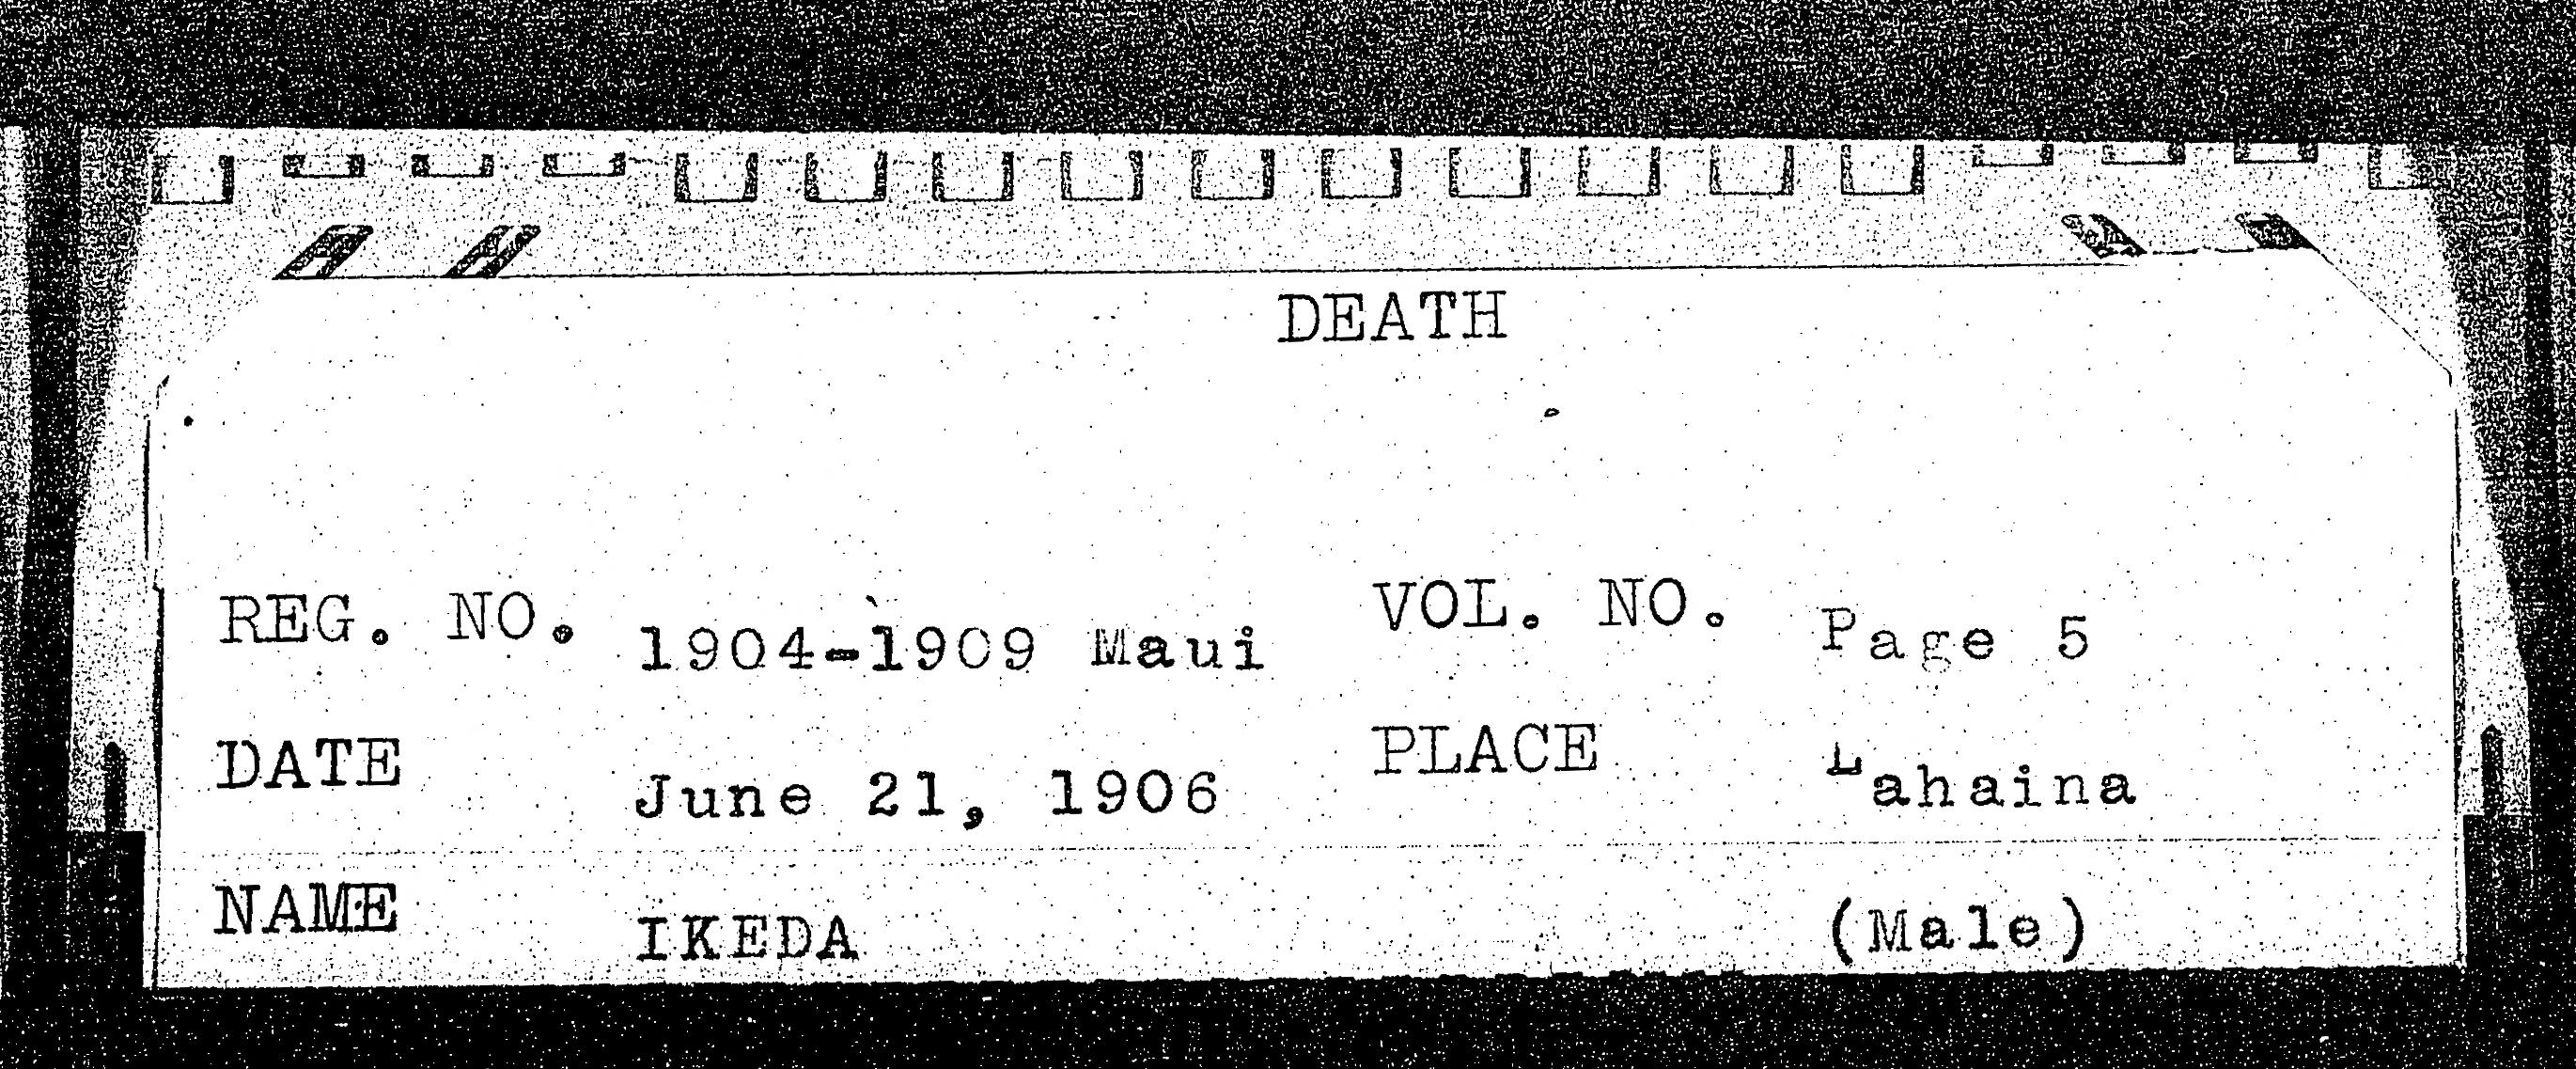 DEATH
REG. NO. 1904-1909 Maui VOL. NO. Page 5
DATE June 21, 1906 PLACE Lahaina
NAME IKEDA (Male)